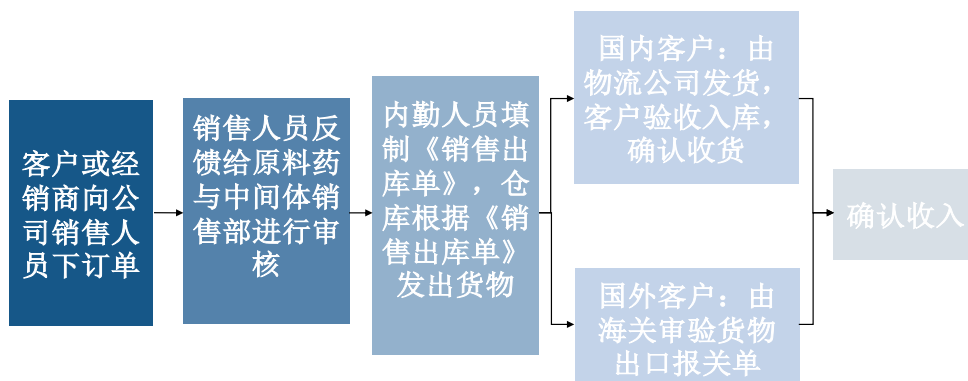 客户或经
销商向公
司销售人
员下订单
销售人员反
馈给原料药
与中间体销
售部进行审
核
内勤人员填
制《销售出
库单》，仓
库根据《销
售出库单》
发出货物
国内客户：由
物流公司发货，
客户验收入库，
确认收货
国外客户：由
海关审验货物
出口报关单
确认收入